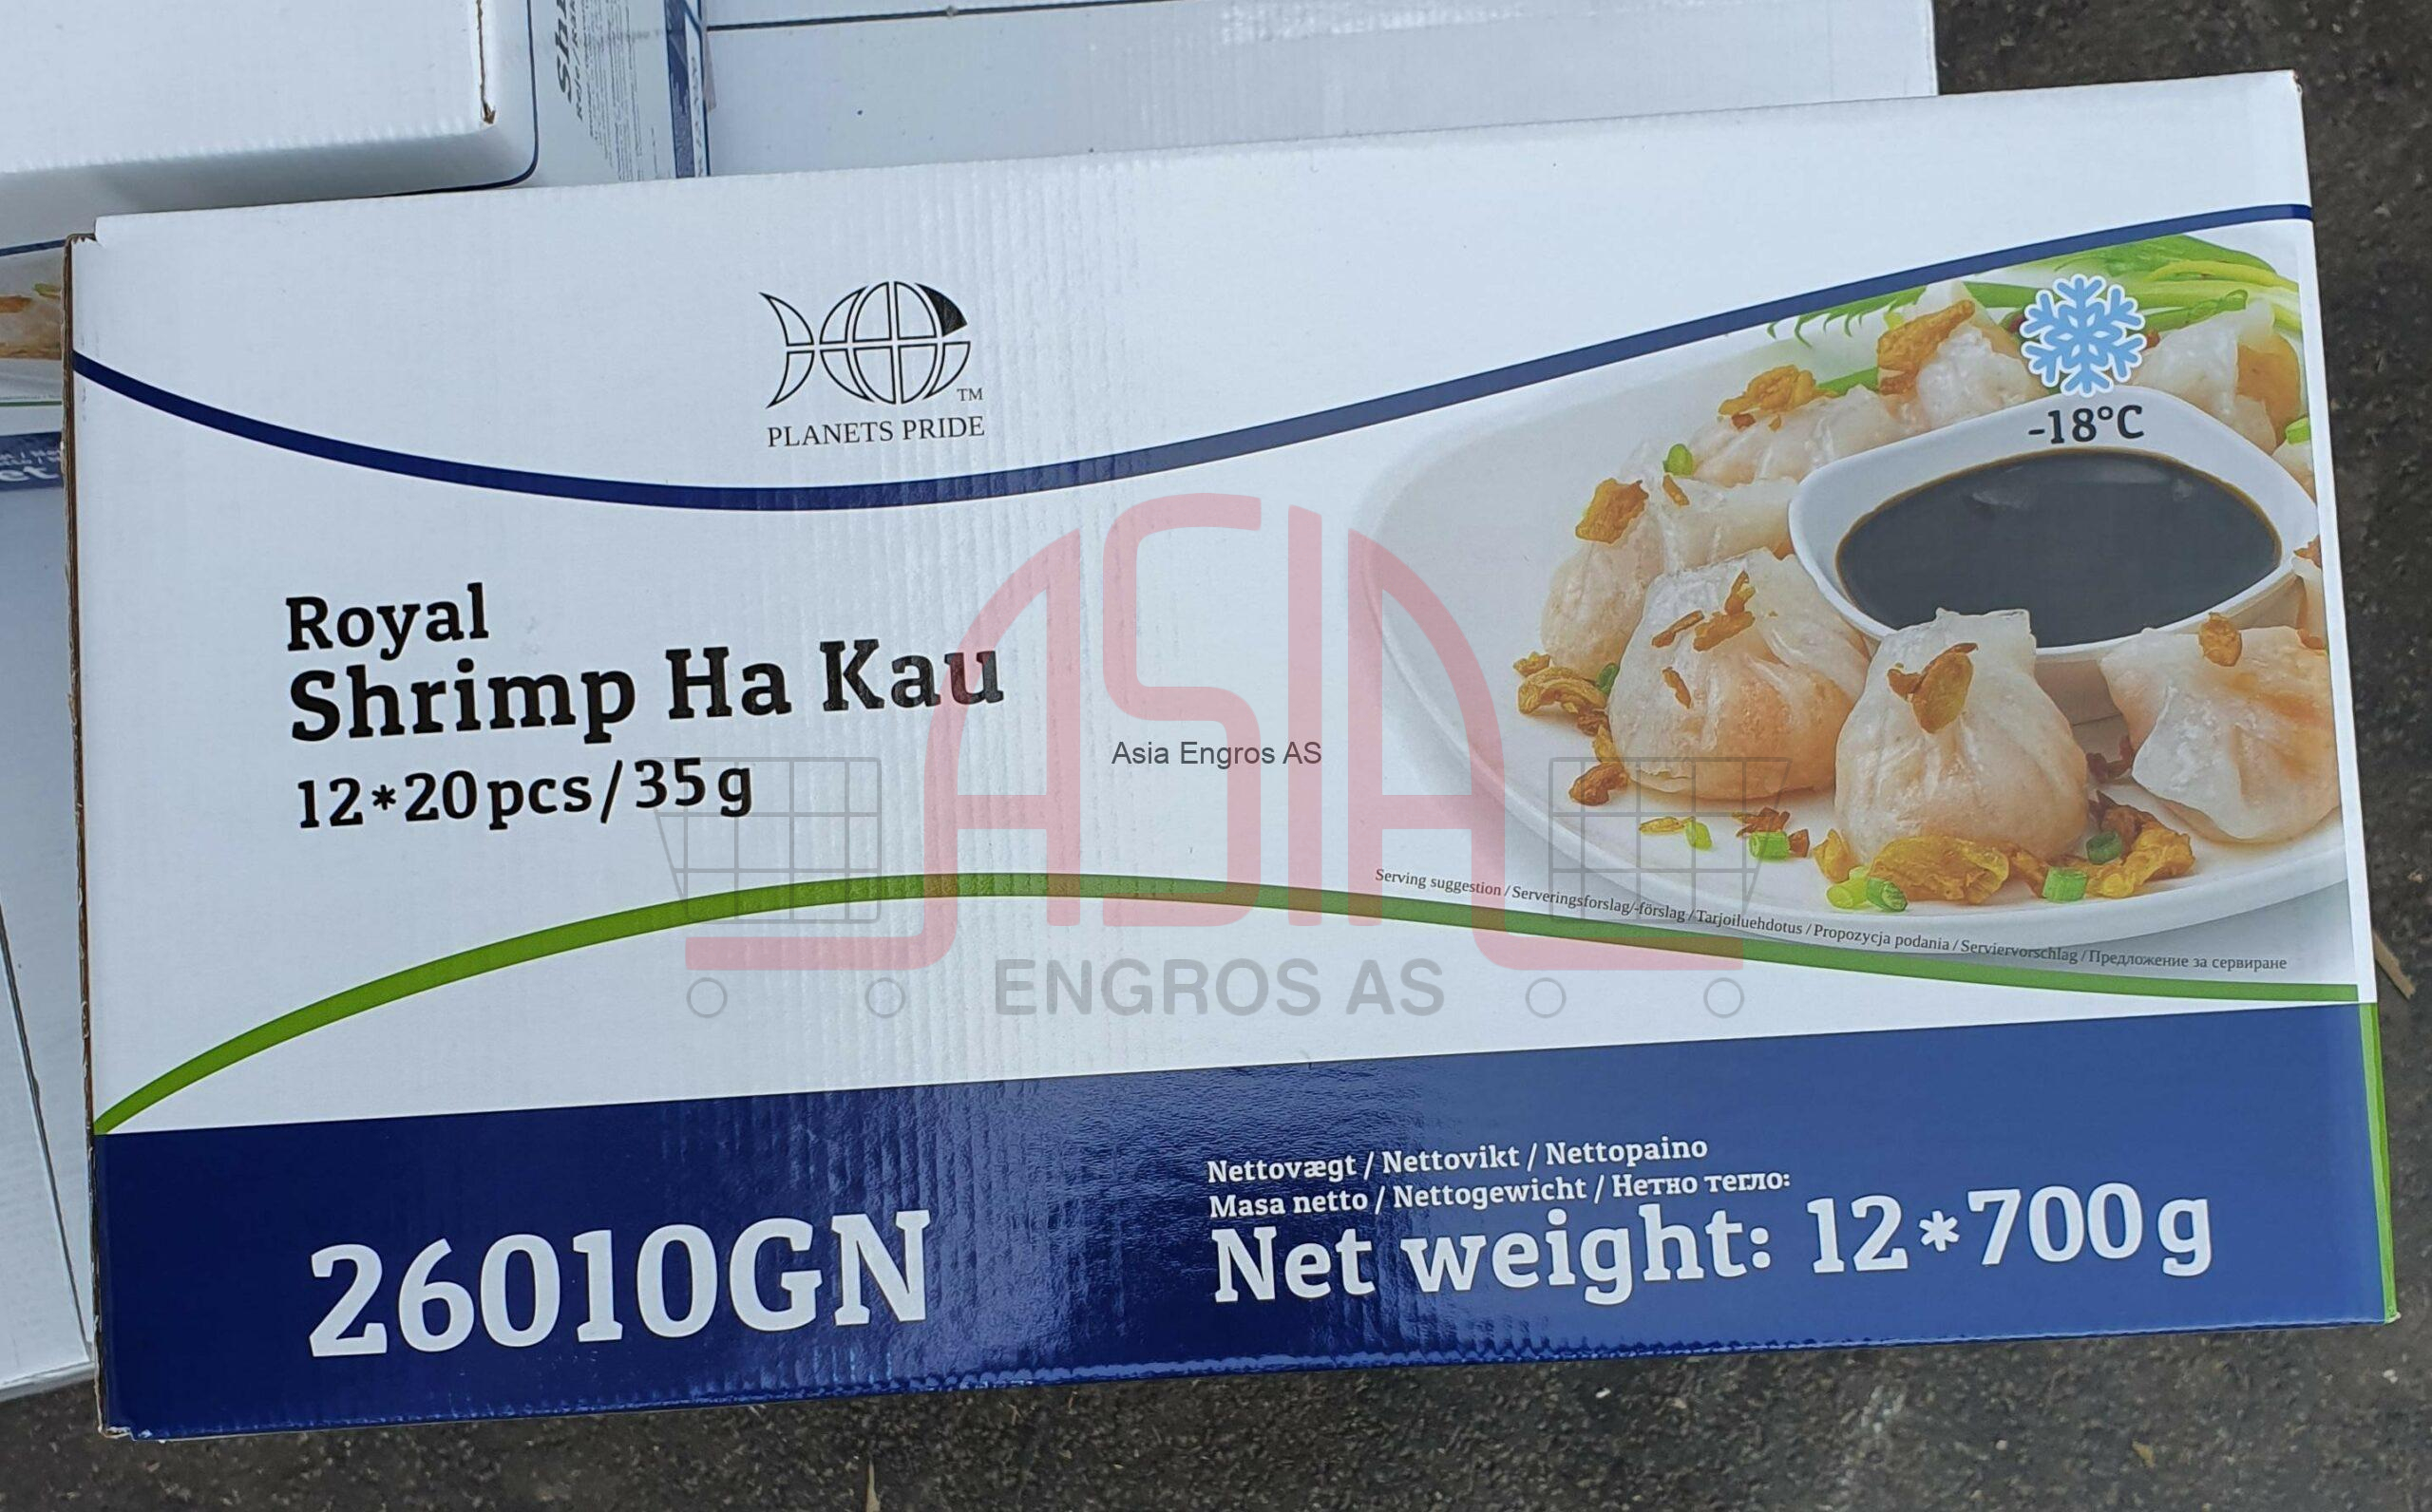 TM
PLANETS PRIDE
-18°C
Royal
Shrimp Ha Kau
12*20pcs/35g
ASIA
Asia Engros AS
ENGROS AS
Serving suggestion / Serveringsforslag/-förslag / Tarjoiluehdotus / Propozycja podania / Serviervorschlag / Предложение за сервиране
26010GN
Nettovægt / Nettovikt / Nettopaino
Masa netto / Nettogewicht / Нетно тегло:
Net weight: 12*700g